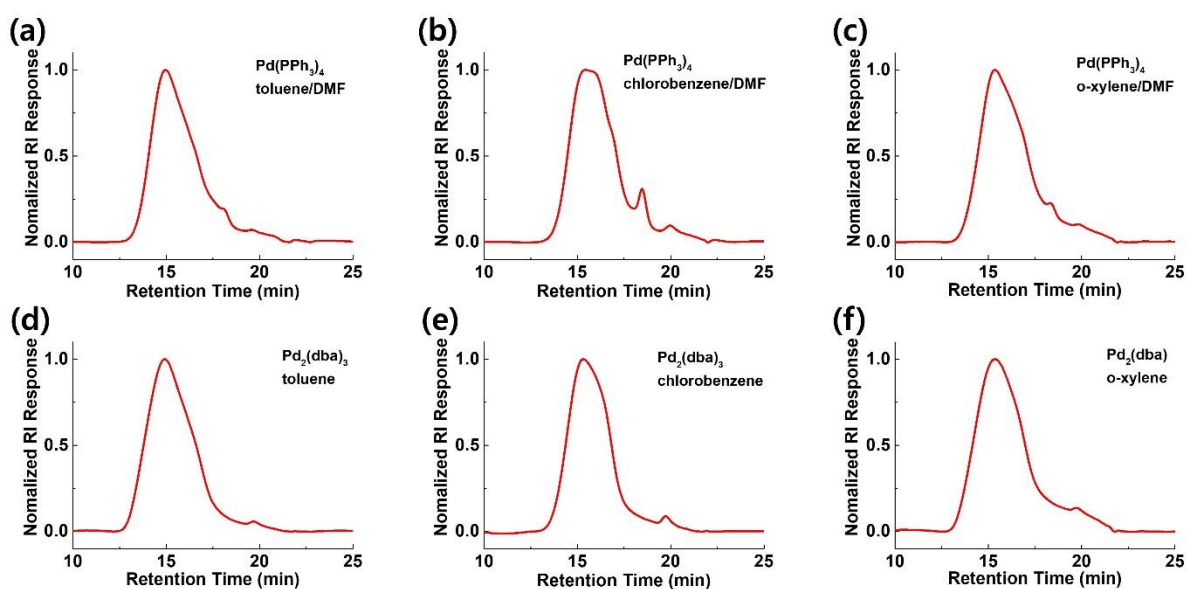 (a)
Pd(PPh₃)₄
toluene/DMF
Nomalized RI Response
1.0
0.5
0.0
10 15 20 25
Retention Time (min)
(b)
Pd(PPh₃)₄
chlorobenzene/DMF
Nomalized RI Response
1.0
0.5
0.0
10 15 20 25
Retention Time (min)
(c)
Pd(PPh₃)₄
o-xylene/DMF
Nomalized RI Response
1.0
0.5
0.0
10 15 20 25
Retention Time (min)
(d)
Pd₂(dba)₃
toluene
Nomalized RI Response
1.0
0.5
0.0
10 15 20 25
Retention Time (min)
(e)
Pd₂(dba)₃
chlorobenzene
Nomalized RI Response
1.0
0.5
0.0
10 15 20 25
Retention Time (min)
(f)
Pd₂(dba)
o-xylene
Nomalized RI Response
1.0
0.5
0.0
10 15 20 25
Retention Time (min)